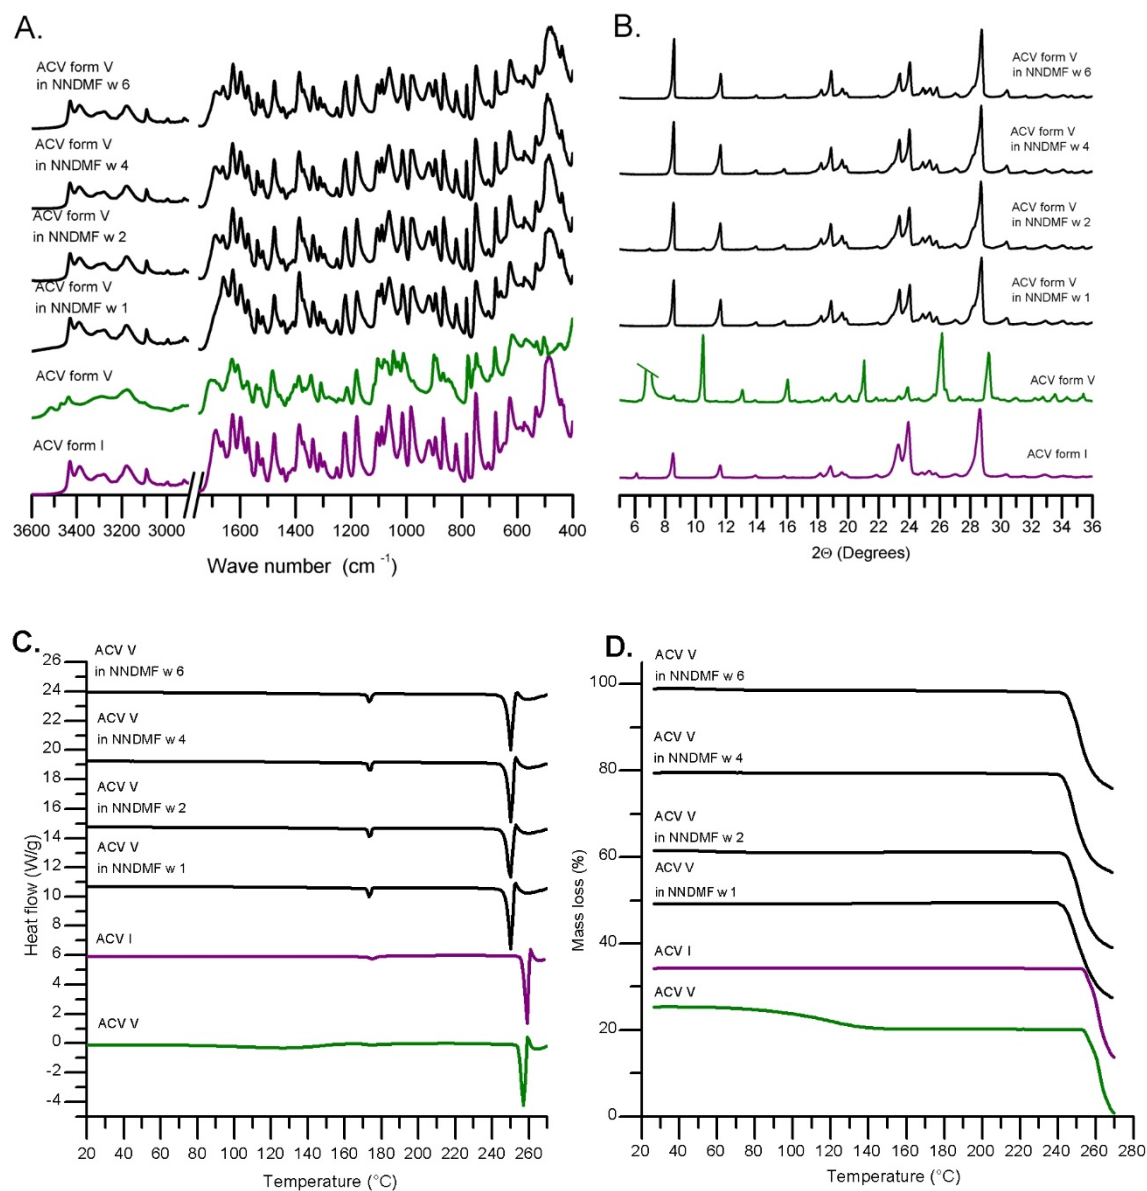 A.
ACV form V
in NNDMF w 6
ACV form V
in NNDMF w 4
ACV form V
in NNDMF w 2
ACV form V
in NNDMF w 1
ACV form V
ACV form I
3600 3400 3200 3000 1600 1400 1200 1000 800 600 400
Wave number (cm -1)
B.
ACV form V
in NNDMF w 6
ACV form V
in NNDMF w 4
ACV form V
in NNDMF w 2
ACV form V
in NNDMF w 1
ACV form V
ACV form I
6 8 10 12 14 16 18 20 22 24 26 28 30 32 34 36
2Θ (Degrees)
C.
ACV V
in NNDMF w 6
ACV V
in NNDMF w 4
ACV V
in NNDMF w 2
ACV V
in NNDMF w 1
ACV I
ACV V
26
24
22
20
18
16
14
12
10
8
6
4
2
0
-2
-4
Heat flow (W/g)
20 40 60 80 100 120 140 160 180 200 220 240 260
Temperature (°C)
D.
ACV V
in NNDMF w 6
ACV V
in NNDMF w 4
ACV V
in NNDMF w 2
ACV V
in NNDMF w 1
ACV I
ACV V
100
80
60
40
20
0
Mass loss (%)
20 40 60 80 100 120 140 160 180 200 220 240 260 280
Temperature (°C)